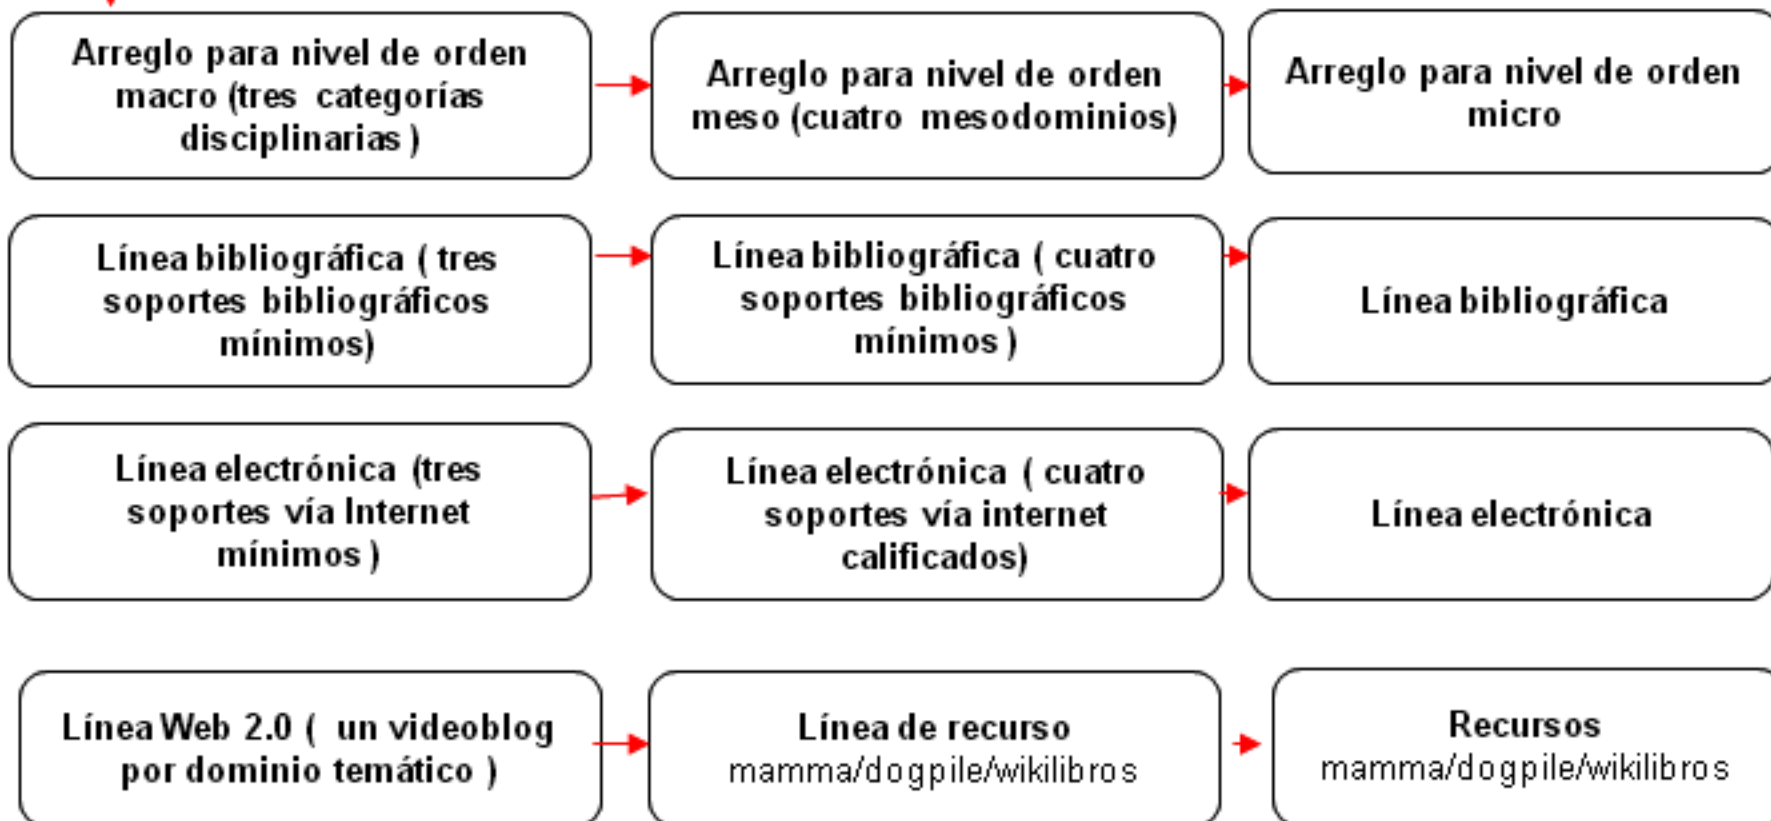 Arreglo para nivel de orden
macro (tres categorías
disciplinarias )
Arreglo para nivel de orden
meso (cuatro mesodominios)
Arreglo para nivel de orden
micro
Línea bibliográfica ( tres
soportes bibliográficos
mínimos)
Línea bibliográfica ( cuatro
soportes bibliográficos
mínimos )
Línea bibliográfica
Línea electrónica (tres
soportes vía Internet
mínimos )
Línea electrónica ( cuatro
soportes vía internet
calificados)
Línea electrónica
Línea Web 2.0 ( un videoblog
por dominio temático )
Línea de recurso
mamma/dogpile/wikilibros
Recursos
mamma/dogpile/wikilibros